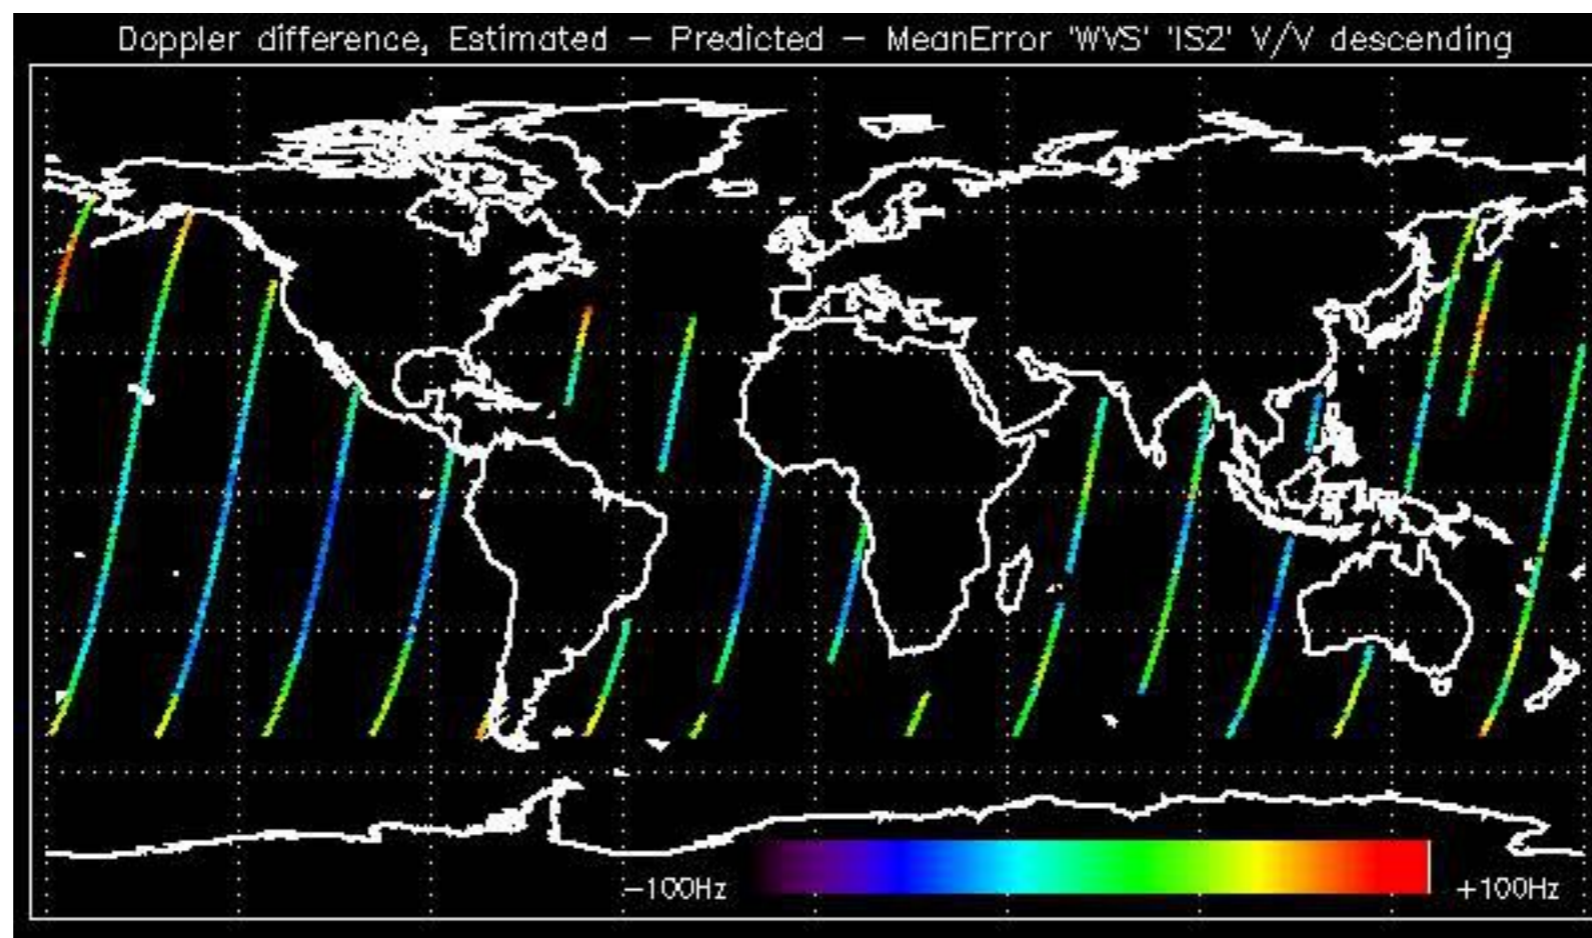 Doppler difference, Estimated – Predicted – MeanError 'WVS' 'IS2' V/V descending
–100Hz
+100Hz